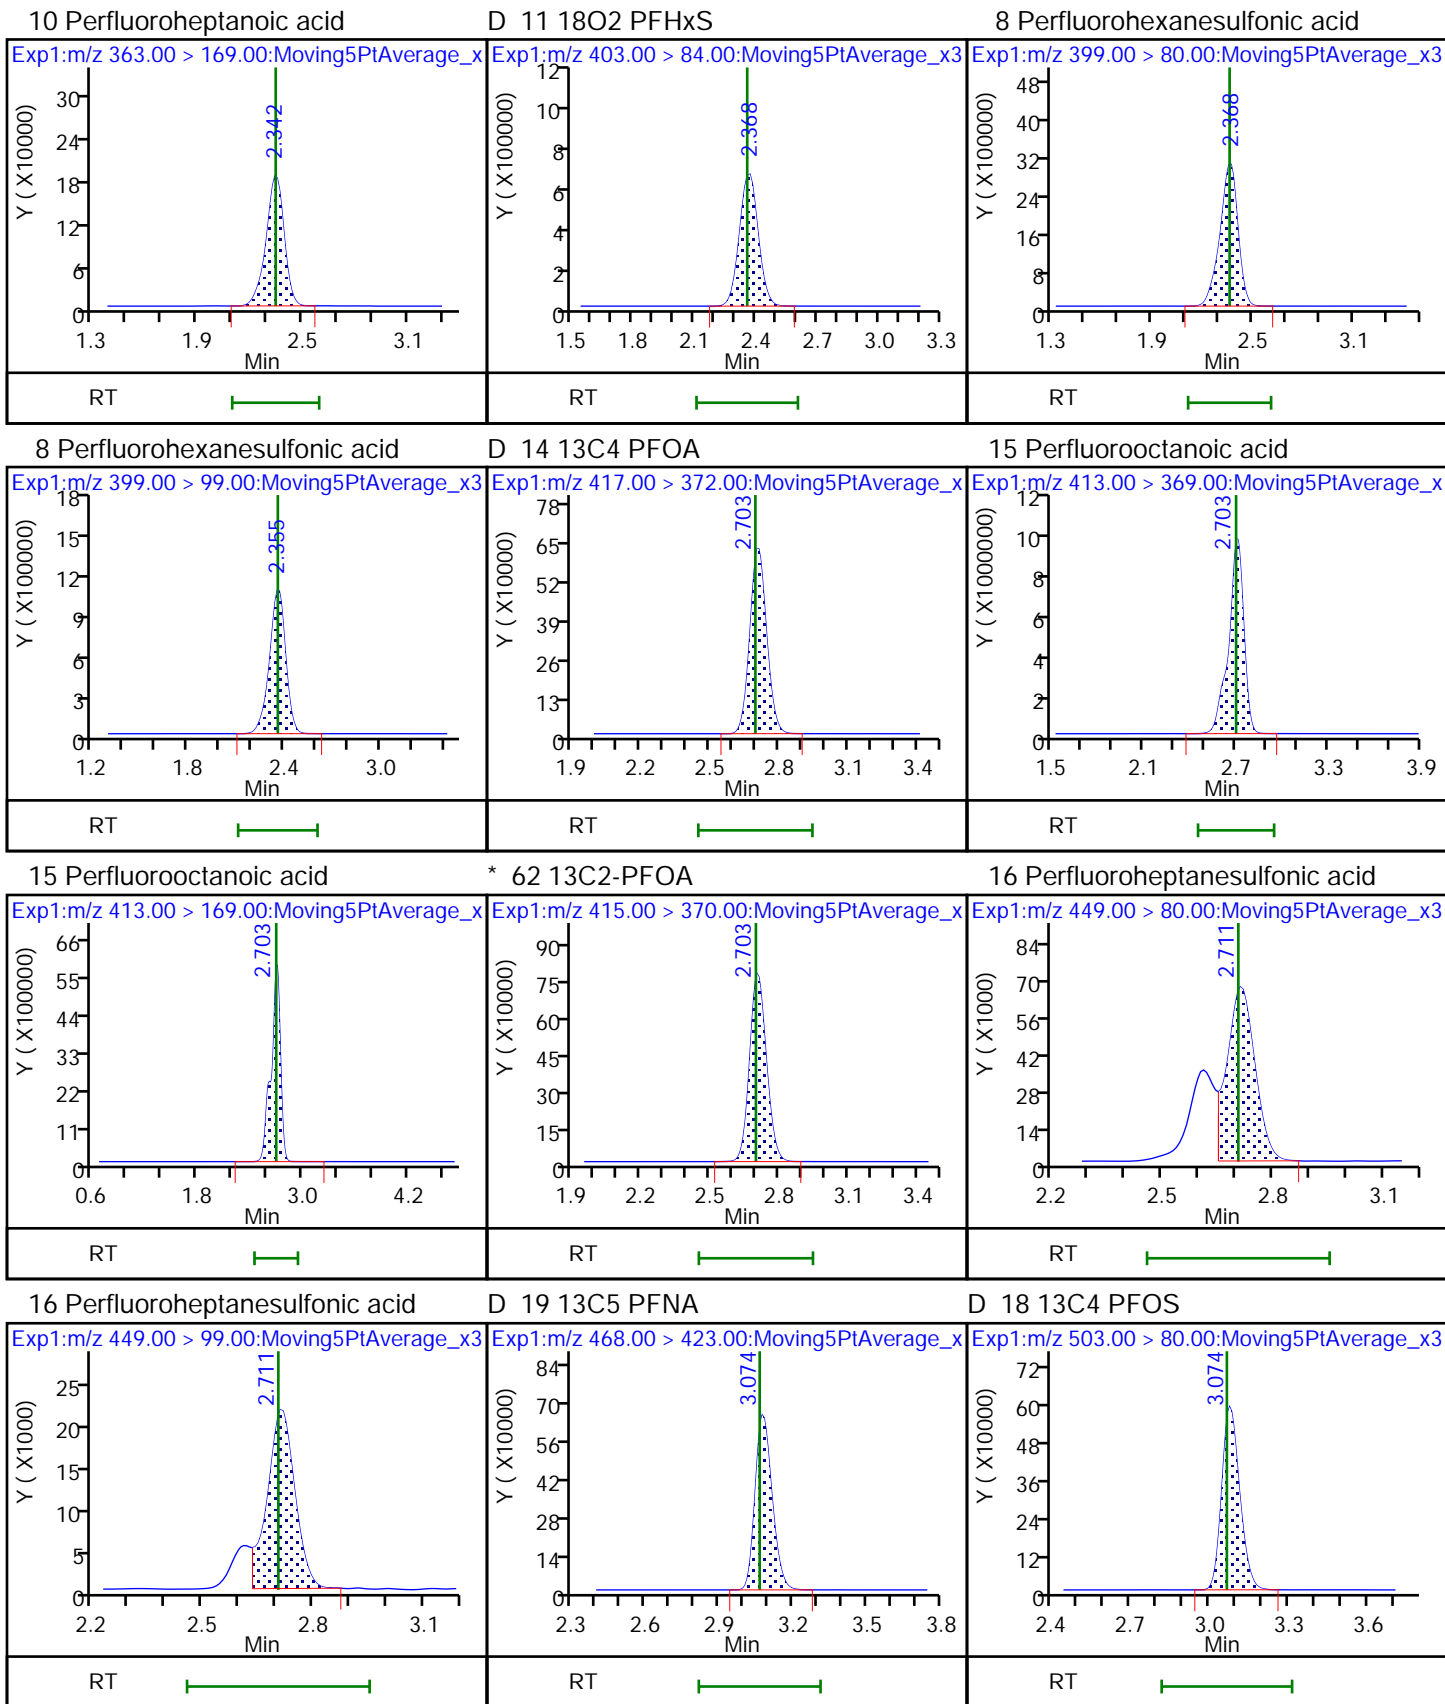 10 Perfluoroheptanoic acid
Exp1:m/z 363.00 > 169.00:Moving5PtAverage_x
Y ( X100000)
30
24
18
12
6
0
2.342
1.3 1.9 2.5 3.1
Min
RT
D 11 18O2 PFHxS
Exp1:m/z 403.00 > 84.00:Moving5PtAverage_x3
Y ( X100000)
12
10
8
6
4
2
0
2.368
1.5 1.8 2.1 2.4 2.7 3.0 3.3
Min
RT
8 Perfluorohexanesulfonic acid
Exp1:m/z 399.00 > 80.00:Moving5PtAverage_x3
Y ( X100000)
48
40
32
24
16
8
0
2.368
1.3 1.9 2.5 3.1
Min
RT
8 Perfluorohexanesulfonic acid
Exp1:m/z 399.00 > 99.00:Moving5PtAverage_x3
Y ( X100000)
18
15
12
9
6
3
0
2.355
1.2 1.8 2.4 3.0
Min
RT
D 14 13C4 PFOA
Exp1:m/z 417.00 > 372.00:Moving5PtAverage_x
Y ( X10000)
78
65
52
39
26
13
0
2.703
1.9 2.2 2.5 2.8 3.1 3.4
Min
RT
15 Perfluorooctanoic acid
Exp1:m/z 413.00 > 369.00:Moving5PtAverage_x
Y ( X1000000)
12
10
8
6
4
2
0
2.703
1.5 2.1 2.7 3.3 3.9
Min
RT
15 Perfluorooctanoic acid
Exp1:m/z 413.00 > 169.00:Moving5PtAverage_x
Y ( X100000)
66
55
44
33
22
11
0
2.703
0.6 1.8 3.0 4.2
Min
RT
* 62 13C2-PFOA
Exp1:m/z 415.00 > 370.00:Moving5PtAverage_x
Y ( X10000)
90
75
60
45
30
15
0
2.703
1.9 2.2 2.5 2.8 3.1 3.4
Min
RT
16 Perfluoroheptanesulfonic acid
Exp1:m/z 449.00 > 80.00:Moving5PtAverage_x3
Y ( X1000)
84
70
56
42
28
14
0
2.711
2.2 2.5 2.8 3.1
Min
RT
16 Perfluoroheptanesulfonic acid
Exp1:m/z 449.00 > 99.00:Moving5PtAverage_x3
Y ( X10000)
25
20
15
10
5
0
2.711
2.2 2.5 2.8 3.1
Min
RT
D 19 13C5 PFNA
Exp1:m/z 468.00 > 423.00:Moving5PtAverage_x
Y ( X10000)
84
70
56
42
28
14
0
3.074
2.3 2.6 2.9 3.2 3.5 3.8
Min
RT
D 18 13C4 PFOS
Exp1:m/z 503.00 > 80.00:Moving5PtAverage_x3
Y ( X10000)
72
60
48
36
24
12
0
3.074
2.4 2.7 3.0 3.3 3.6
Min
RT